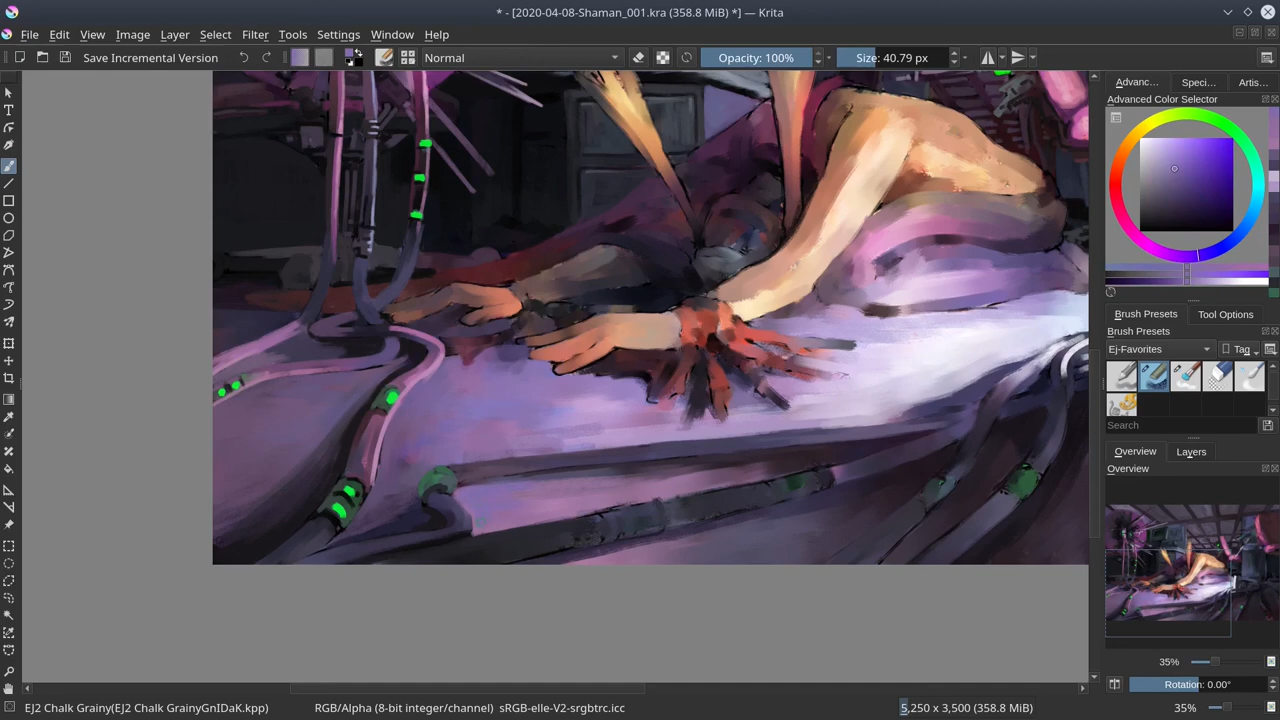 * - [2020-04-08-Shaman_001.kra (358.8 MiB) *] — Krita
File Edit View Image Layer Select Filter Tools Settings Window Help
Save Incremental Version Normal Opacity: 100% Size: 40.79 px
Advanc... Speci... Artis...
Advanced Color Selector
Brush Presets Tool Options
Brush Presets
Ej-Favorites Tag
Search
Overview Layers
Overview
35%
Rotation: 0.00°
EJ2 Chalk Grainy(EJ2 Chalk GrainyGnIDaK.kpp) RGB/Alpha (8-bit integer/channel) sRGB-elle-V2-srgbtrc.icc 5,250 x 3,500 (358.8 MiB) 35%